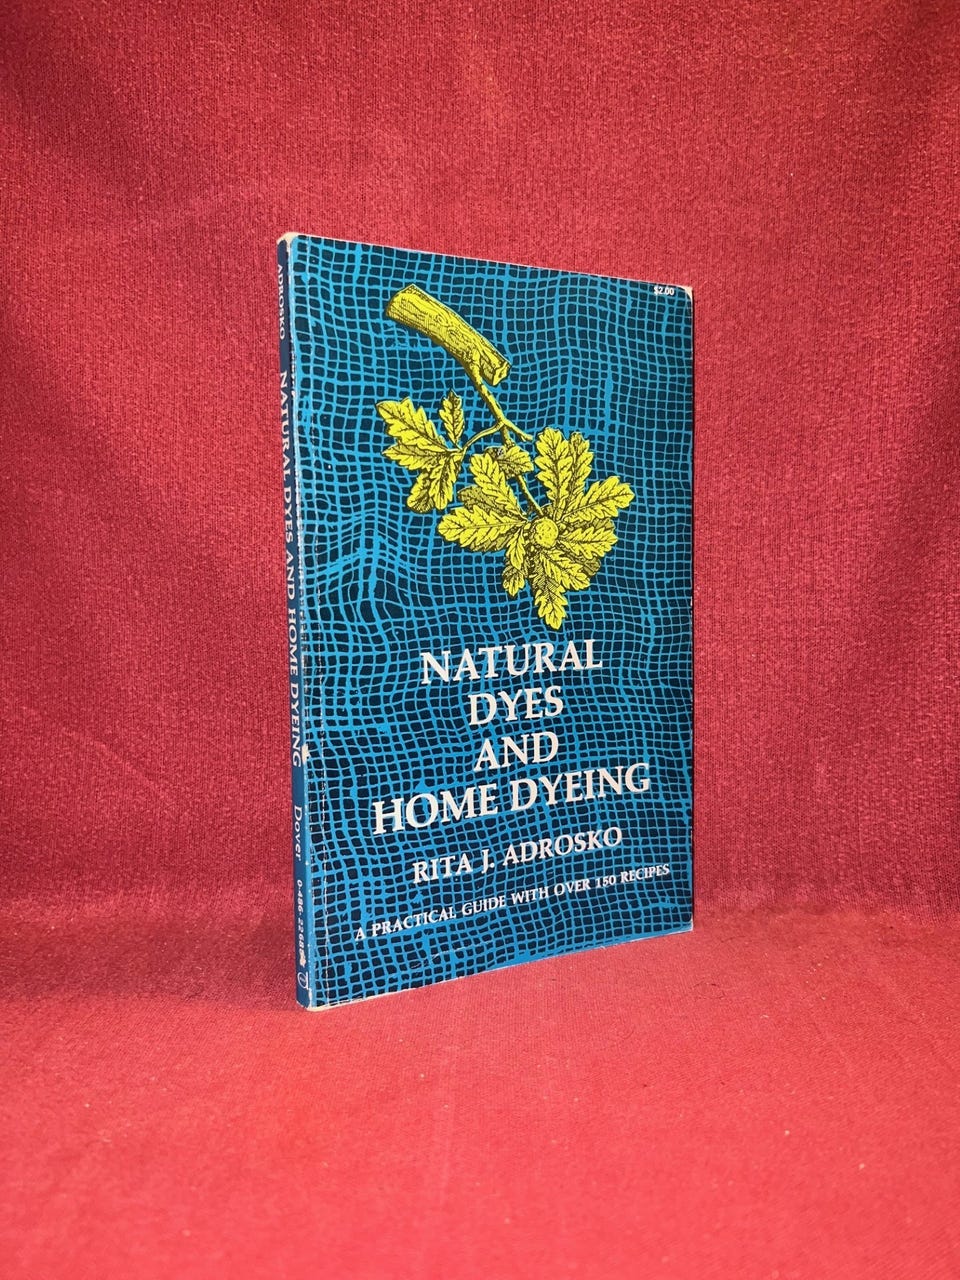 $2.00
NATURAL
DYES
AND
HOME DYEING
RITA J. ADROSKO
A PRACTICAL GUIDE WITH OVER 150 RECIPES
ADROSKO NATURAL DYES AND HOME DYEING Dover